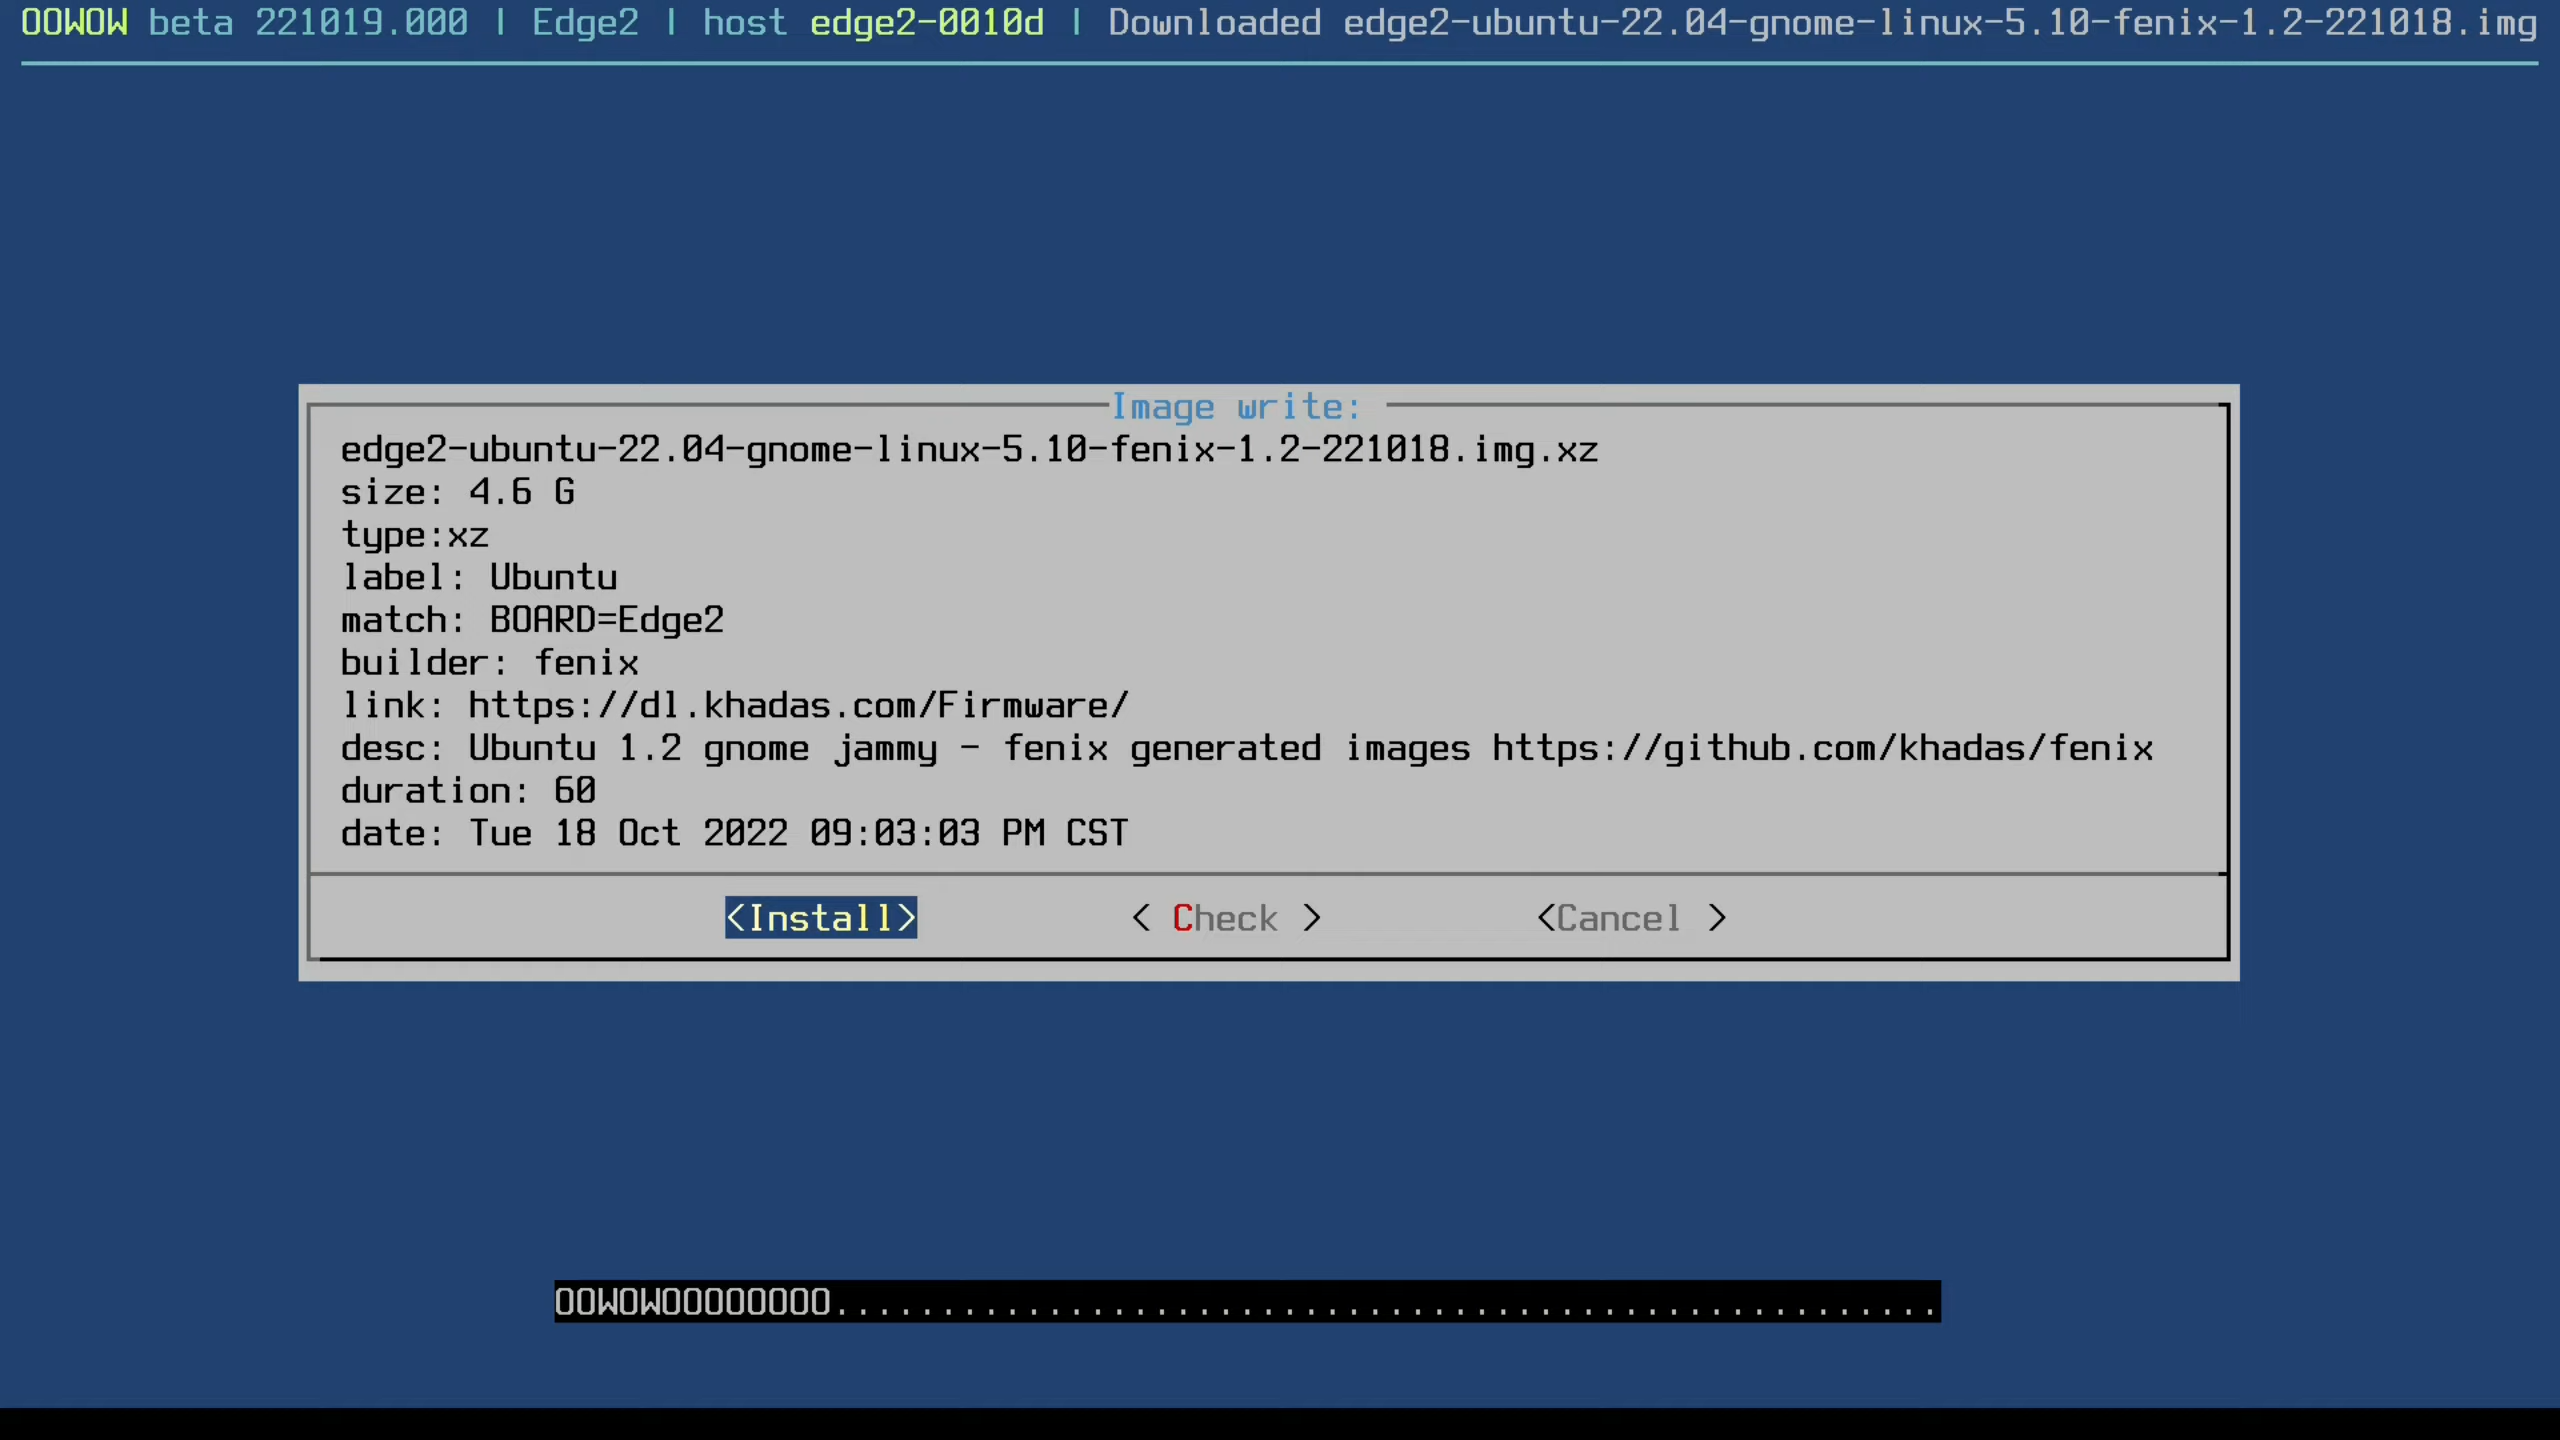 OOWOW beta 221019.000 | Edge2 | host edge2-0010d | Downloaded edge2-ubuntu-22.04-gnome-linux-5.10-fenix-1.2-221018.img
Image write:
edge2-ubuntu-22.04-gnome-linux-5.10-fenix-1.2-221018.img.xz
size: 4.6 G
type:xz
label: Ubuntu
match: BOARD=Edge2
builder: fenix
link: https://dl.khadas.com/Firmware/
desc: Ubuntu 1.2 gnome jammy - fenix generated images https://github.com/khadas/fenix
duration: 60
date: Tue 18 Oct 2022 09:03:03 PM CST
<Install> < Check > <Cancel >
OOWOWOOOOOOOO....................................................